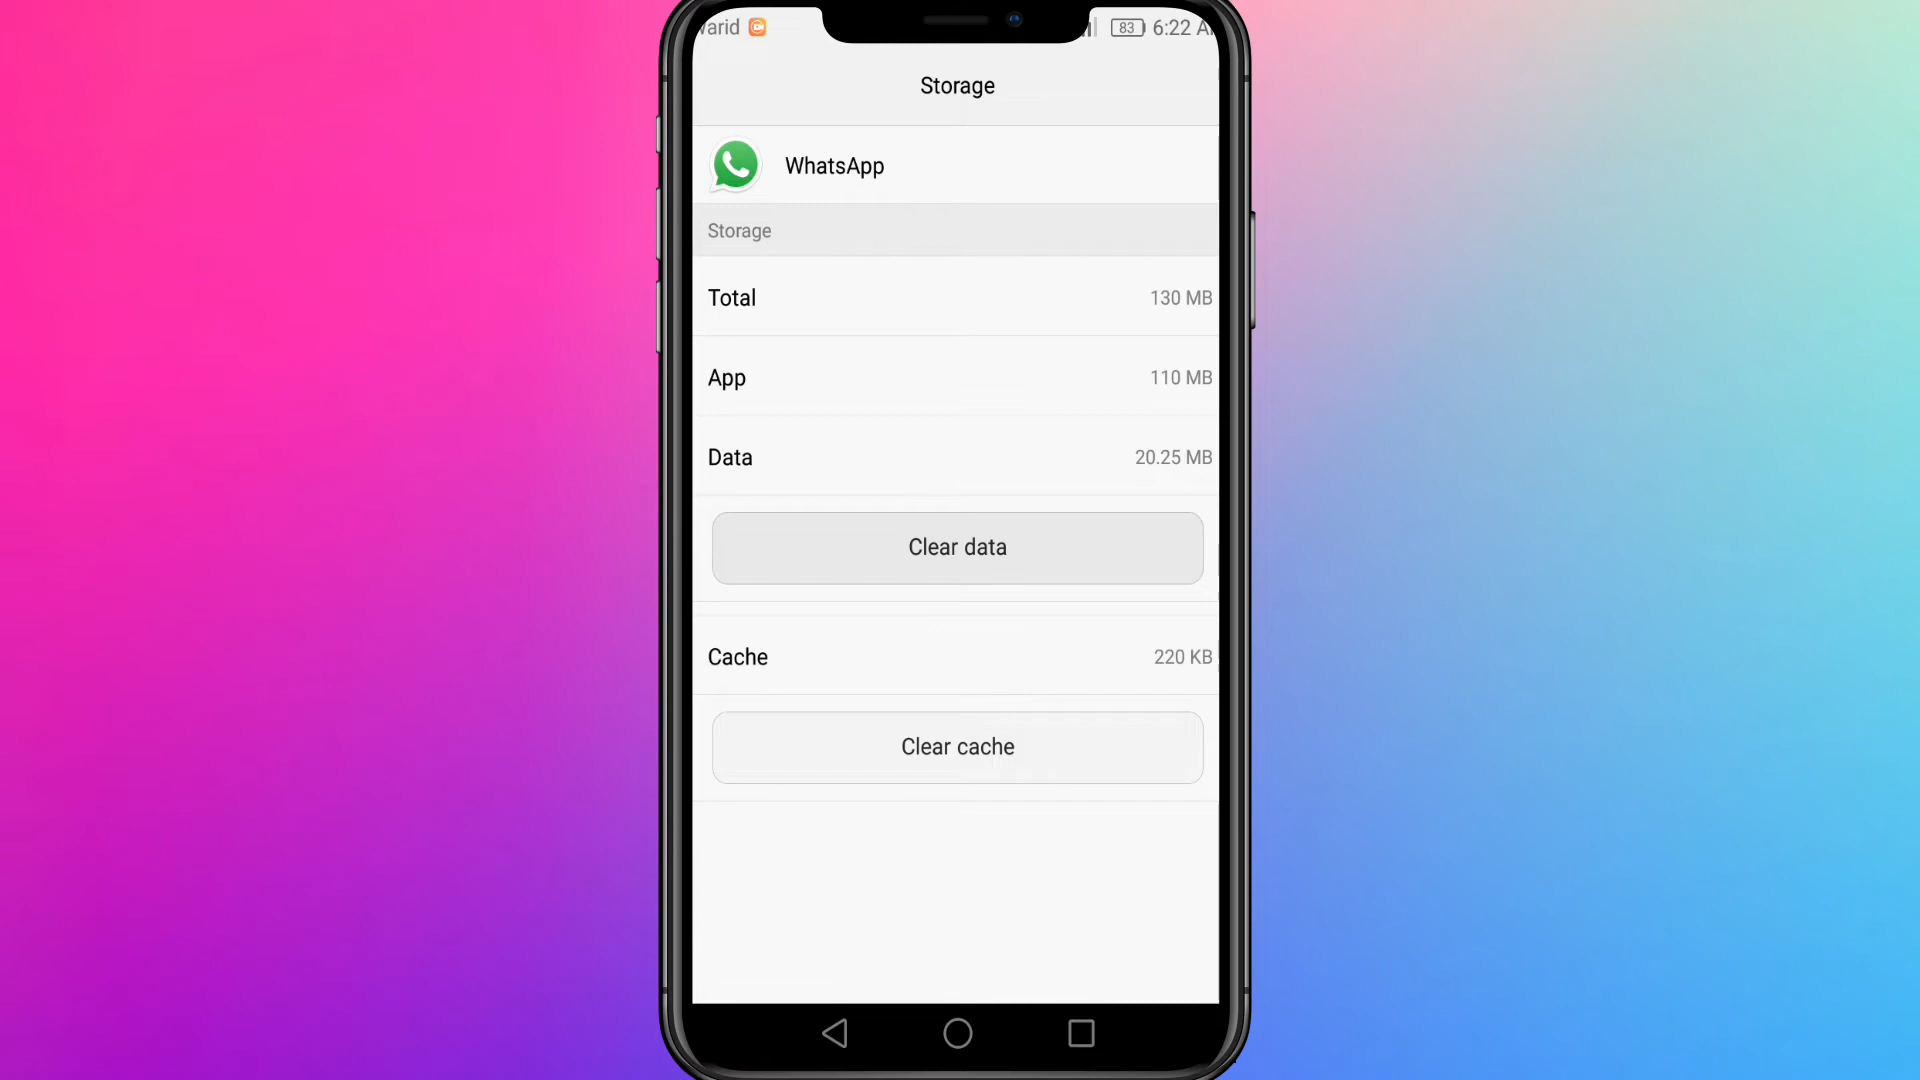 83 6:22
Storage
WhatsApp
Storage
Total 130 MB
App 110 MB
Data 20.25 MB
Clear data
Cache 220 KB
Clear cache